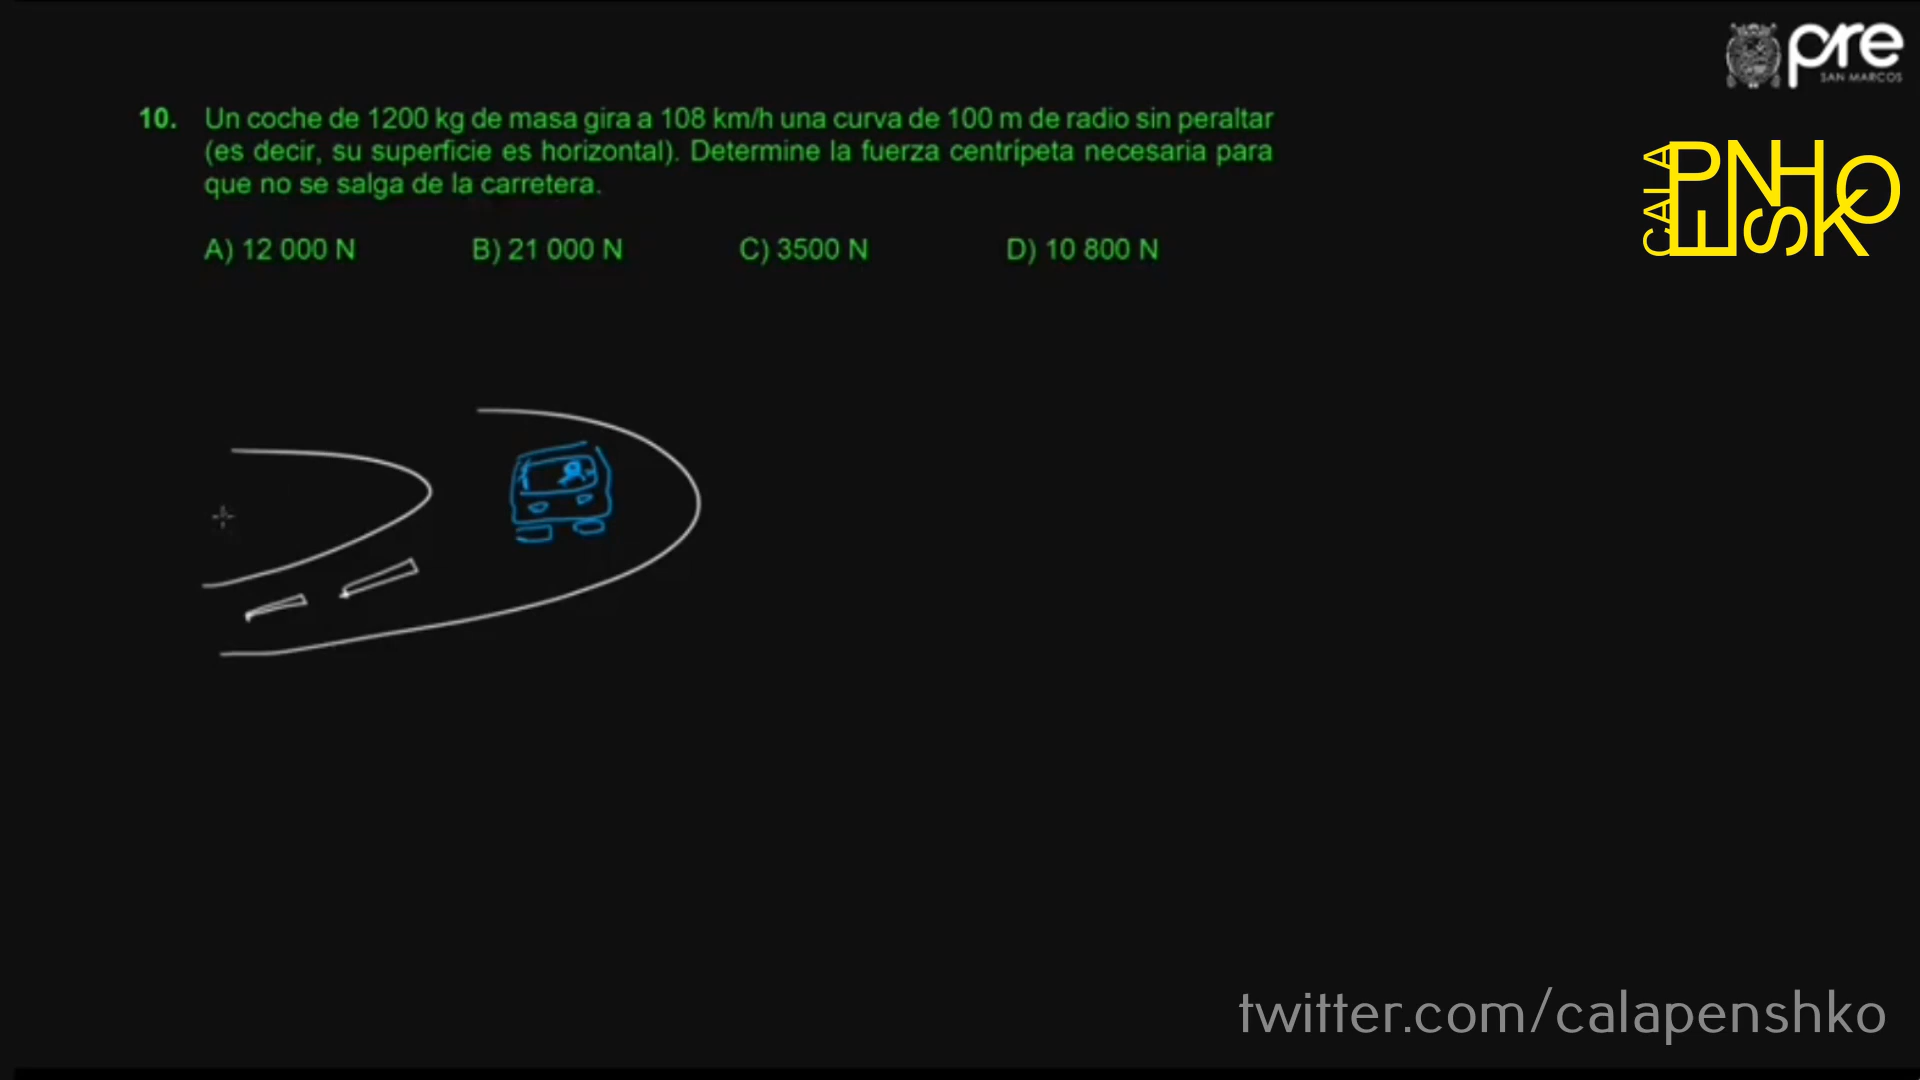 pre
SAN MARCOS
10. Un coche de 1200 kg de masa gira a 108 km/h una curva de 100 m de radio sin peraltar
(es decir, su superficie es horizontal). Determine la fuerza centrípeta necesaria para
que no se salga de la carretera.
A) 12 000 N B) 21 000 N C) 3500 N D) 10 800 N
CALA
PENSHKO
twitter.com/calapenshko